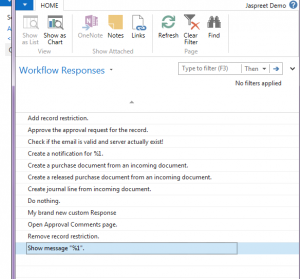 HOME
Jaspreet Demo
Show as List
Show as Chart
OneNote
Notes
Links
Refresh
Clear Filter
Find
View
Show Attached
Page
Workflow Responses
Type to filter (F3)
Then
No filters applied
Add record restriction.
Approve the approval request for the record.
Check if the email is valid and server actually exist!
Create a notification for %1.
Create a purchase document from an incoming document.
Create a released purchase document from an incoming document.
Create journal line from incoming document.
Do nothing.
My brand new custom Response
Open Approval Comments page.
Remove record restriction.
Show message "%1".